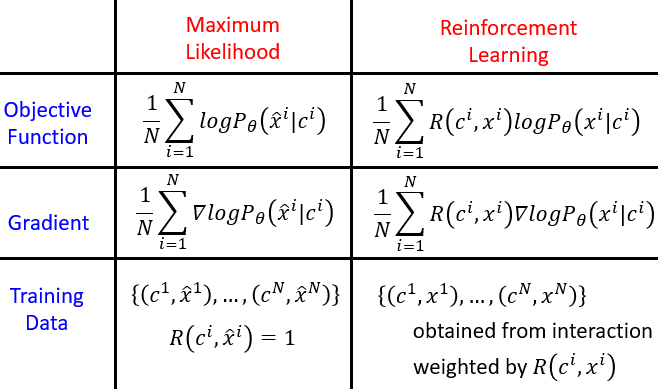 Maximum Likelihood
Reinforcement Learning
Objective Function
$\frac{1}{N}\sum_{i=1}^{N} logP_\theta(\hat{x}^i|c^i)$
$\frac{1}{N}\sum_{i=1}^{N} R(c^i, x^i)logP_\theta(x^i|c^i)$
Gradient
$\frac{1}{N}\sum_{i=1}^{N} \nabla logP_\theta(\hat{x}^i|c^i)$
$\frac{1}{N}\sum_{i=1}^{N} R(c^i, x^i)\nabla logP_\theta(x^i|c^i)$
Training Data
$\{(c^1, \hat{x}^1), \ldots, (c^N, \hat{x}^N)\}$
$R(c^i, \hat{x}^i) = 1$
$\{(c^1, x^1), \ldots, (c^N, x^N)\}$
obtained from interaction
weighted by $R(c^i, x^i)$